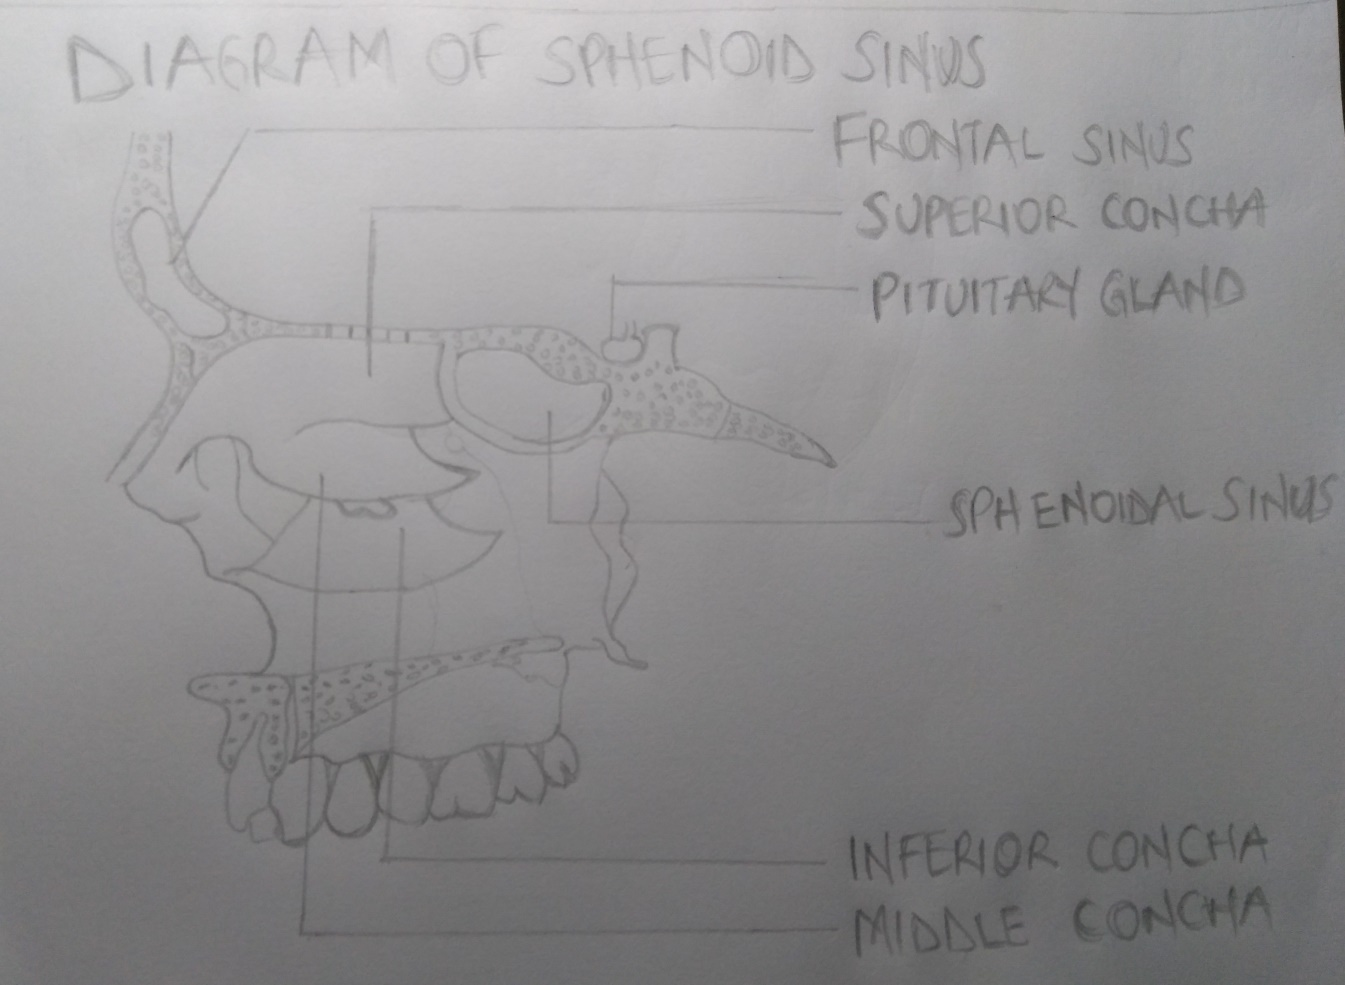 DIAGRAM OF SPHENOID SINUS
FRONTAL SINUS
SUPERIOR CONCHA
PITUITARY GLAND
SPHENOIDAL SINUS
INFERIOR CONCHA
MIDDLE CONCHA